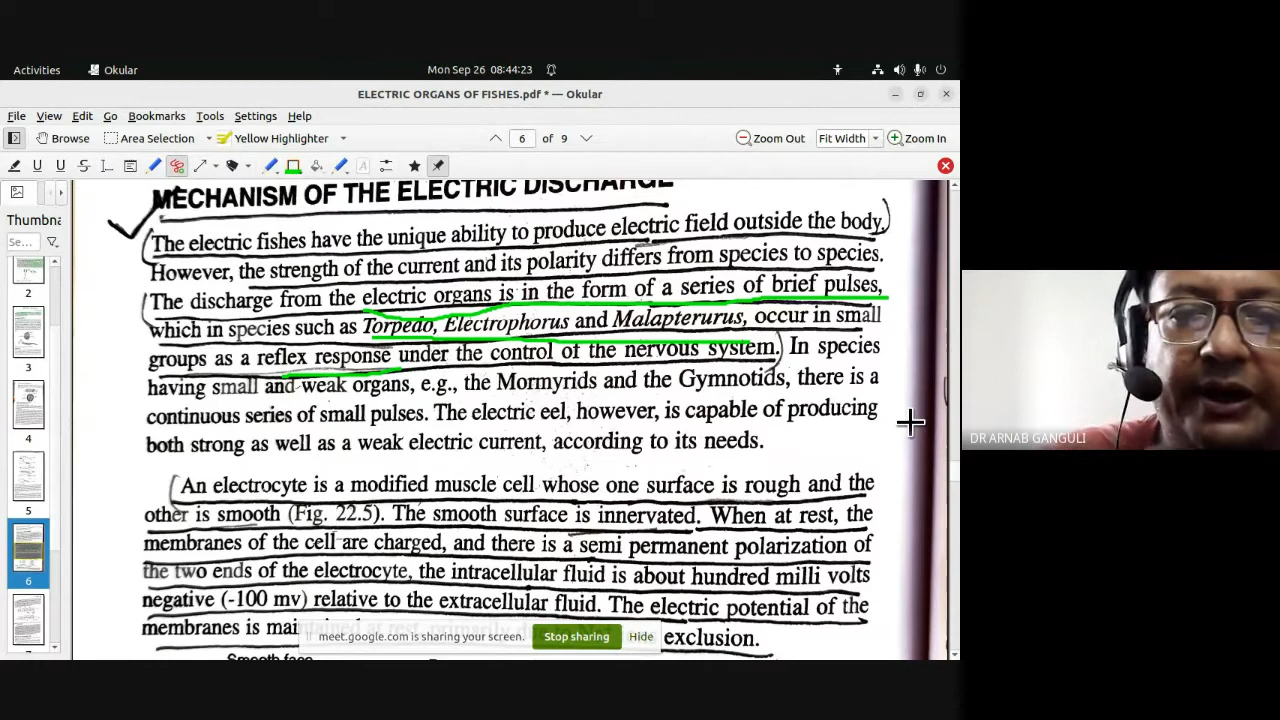 Activities Okular Mon Sep 26 08:44:23
ELECTRIC ORGANS OF FISHES.pdf * — Okular
File View Edit Go Bookmarks Tools Settings Help
Browse Area Selection Yellow Highlighter 6 of 9 Zoom Out Fit Width Zoom In
Thumbna
Se...
2
3
4
5
6
7
MECHANISM OF THE ELECTRIC DISCHARGE
The electric fishes have the unique ability to produce electric field outside the body.
However, the strength of the current and its polarity differs from species to species.
The discharge from the electric organs is in the form of a series of brief pulses,
which in species such as Torpedo, Electrophorus and Malapterurus, occur in small
groups as a reflex response under the control of the nervous system. In species
having small and weak organs, e.g., the Mormyrids and the Gymnotids, there is a
continuous series of small pulses. The electric eel, however, is capable of producing
both strong as well as a weak electric current, according to its needs.
An electrocyte is a modified muscle cell whose one surface is rough and the
other is smooth (Fig. 22.5). The smooth surface is innervated. When at rest, the
membranes of the cell are charged, and there is a semi permanent polarization of
the two ends of the electrocyte, the intracellular fluid is about hundred milli volts
negative (-100 mv) relative to the extracellular fluid. The electric potential of the
membranes is exclusion.
meet.google.com is sharing your screen. Stop sharing Hide
Smooth face
DR ARNAB GANGULI